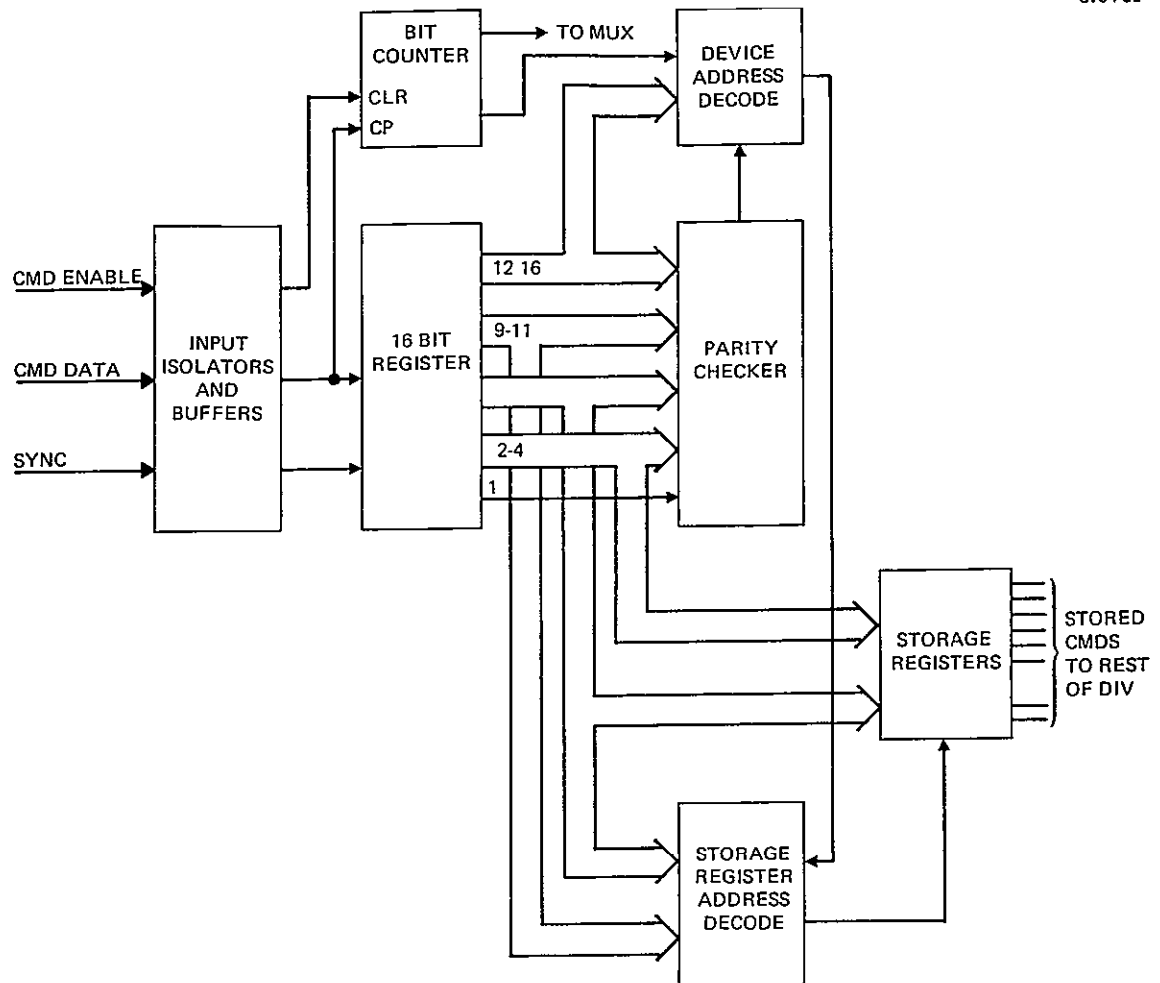 BIT
COUNTER
CLR
CP
TO MUX
DEVICE
ADDRESS
DECODE
CMD ENABLE
CMD DATA
SYNC
INPUT
ISOLATORS
AND
BUFFERS
16 BIT
REGISTER
12 16
9-11
2-4
1
PARITY
CHECKER
STORAGE
REGISTERS
STORED
CMDS
TO REST
OF DIV
STORAGE
REGISTER
ADDRESS
DECODE